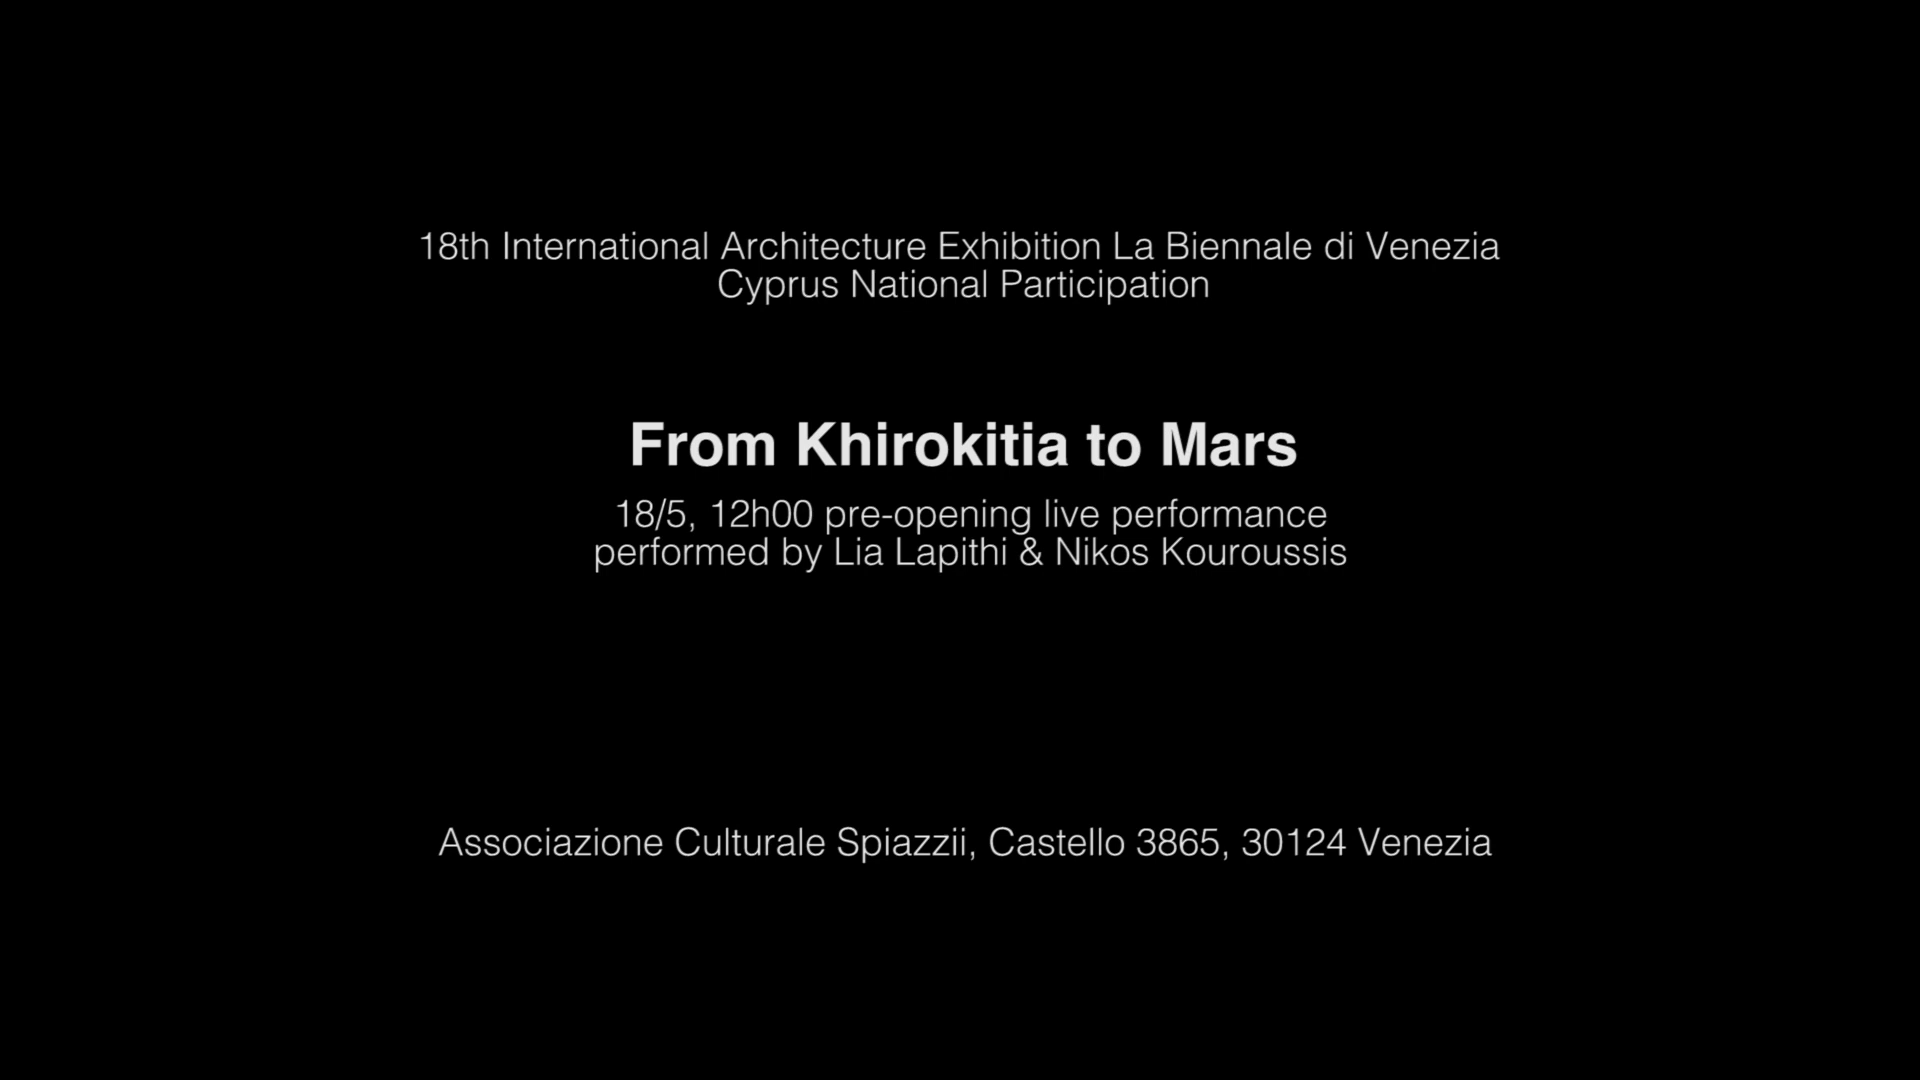 18th International Architecture Exhibition La Biennale di Venezia
Cyprus National Participation
From Khirokitia to Mars
18/5, 12h00 pre-opening live performance
performed by Lia Lapithi & Nikos Kouroussis
Associazione Culturale Spiazzii, Castello 3865, 30124 Venezia